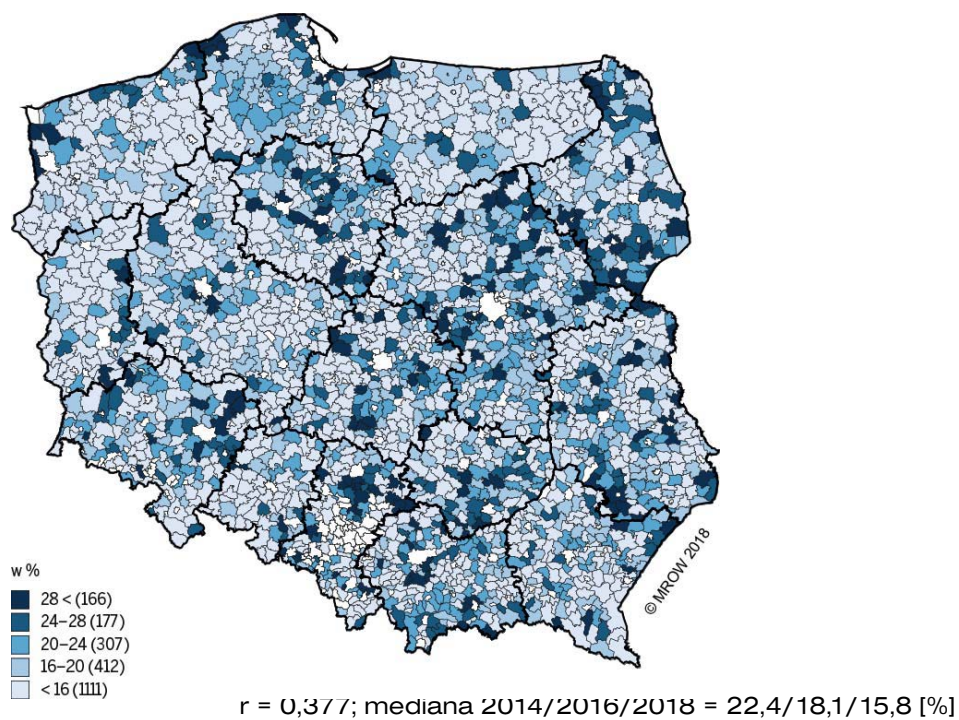 © MROW 2018
w %
28 < (166)
24–28 (177)
20–24 (307)
16–20 (412)
< 16 (1111)
r = 0,377; mediana 2014/2016/2018 = 22,4/18,1/15,8 [%]